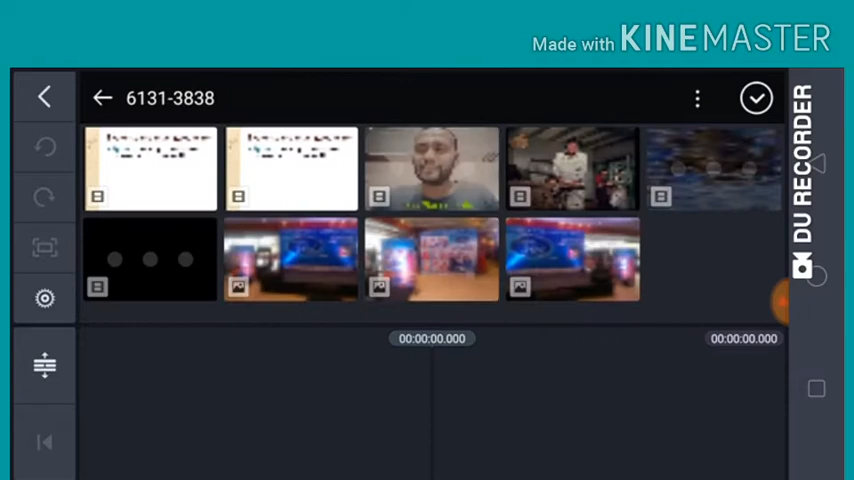 Made with KINEMASTER
6131-3838
00:00:00.000
00:00:00.000
DU RECORDER